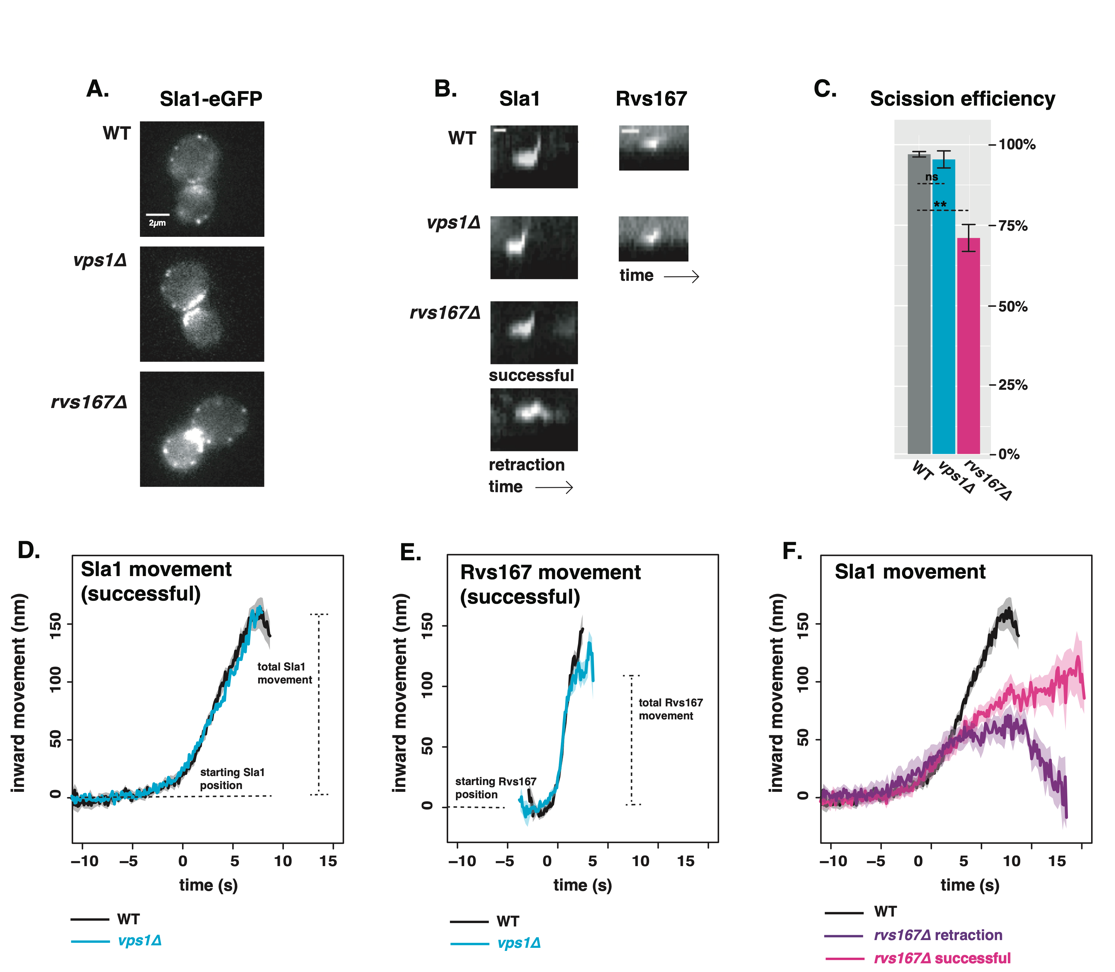 A.
Sla1-eGFP
WT
2µm
vps1Δ
rvs167Δ
B.
Sla1
Rvs167
WT
vps1Δ
time
rvs167Δ
successful
retraction
time
C.
Scission efficiency
100%
75%
50%
25%
0%
ns
**
WT
vps1Δ
rvs167Δ
D.
Sla1 movement
(successful)
inward movement (nm)
150
100
50
0
total Sla1
movement
starting Sla1
position
−10
−5
0
5
10
15
time (s)
WT
vps1Δ
E.
Rvs167 movement
(successful)
inward movement (nm)
150
100
50
0
total Rvs167
movement
starting Rvs167
position
−10
−5
0
5
10
15
time (s)
WT
vps1Δ
F.
Sla1 movement
inward movement (nm)
150
100
50
0
−10
−5
0
5
10
15
time (s)
WT
rvs167Δ retraction
rvs167Δ successful